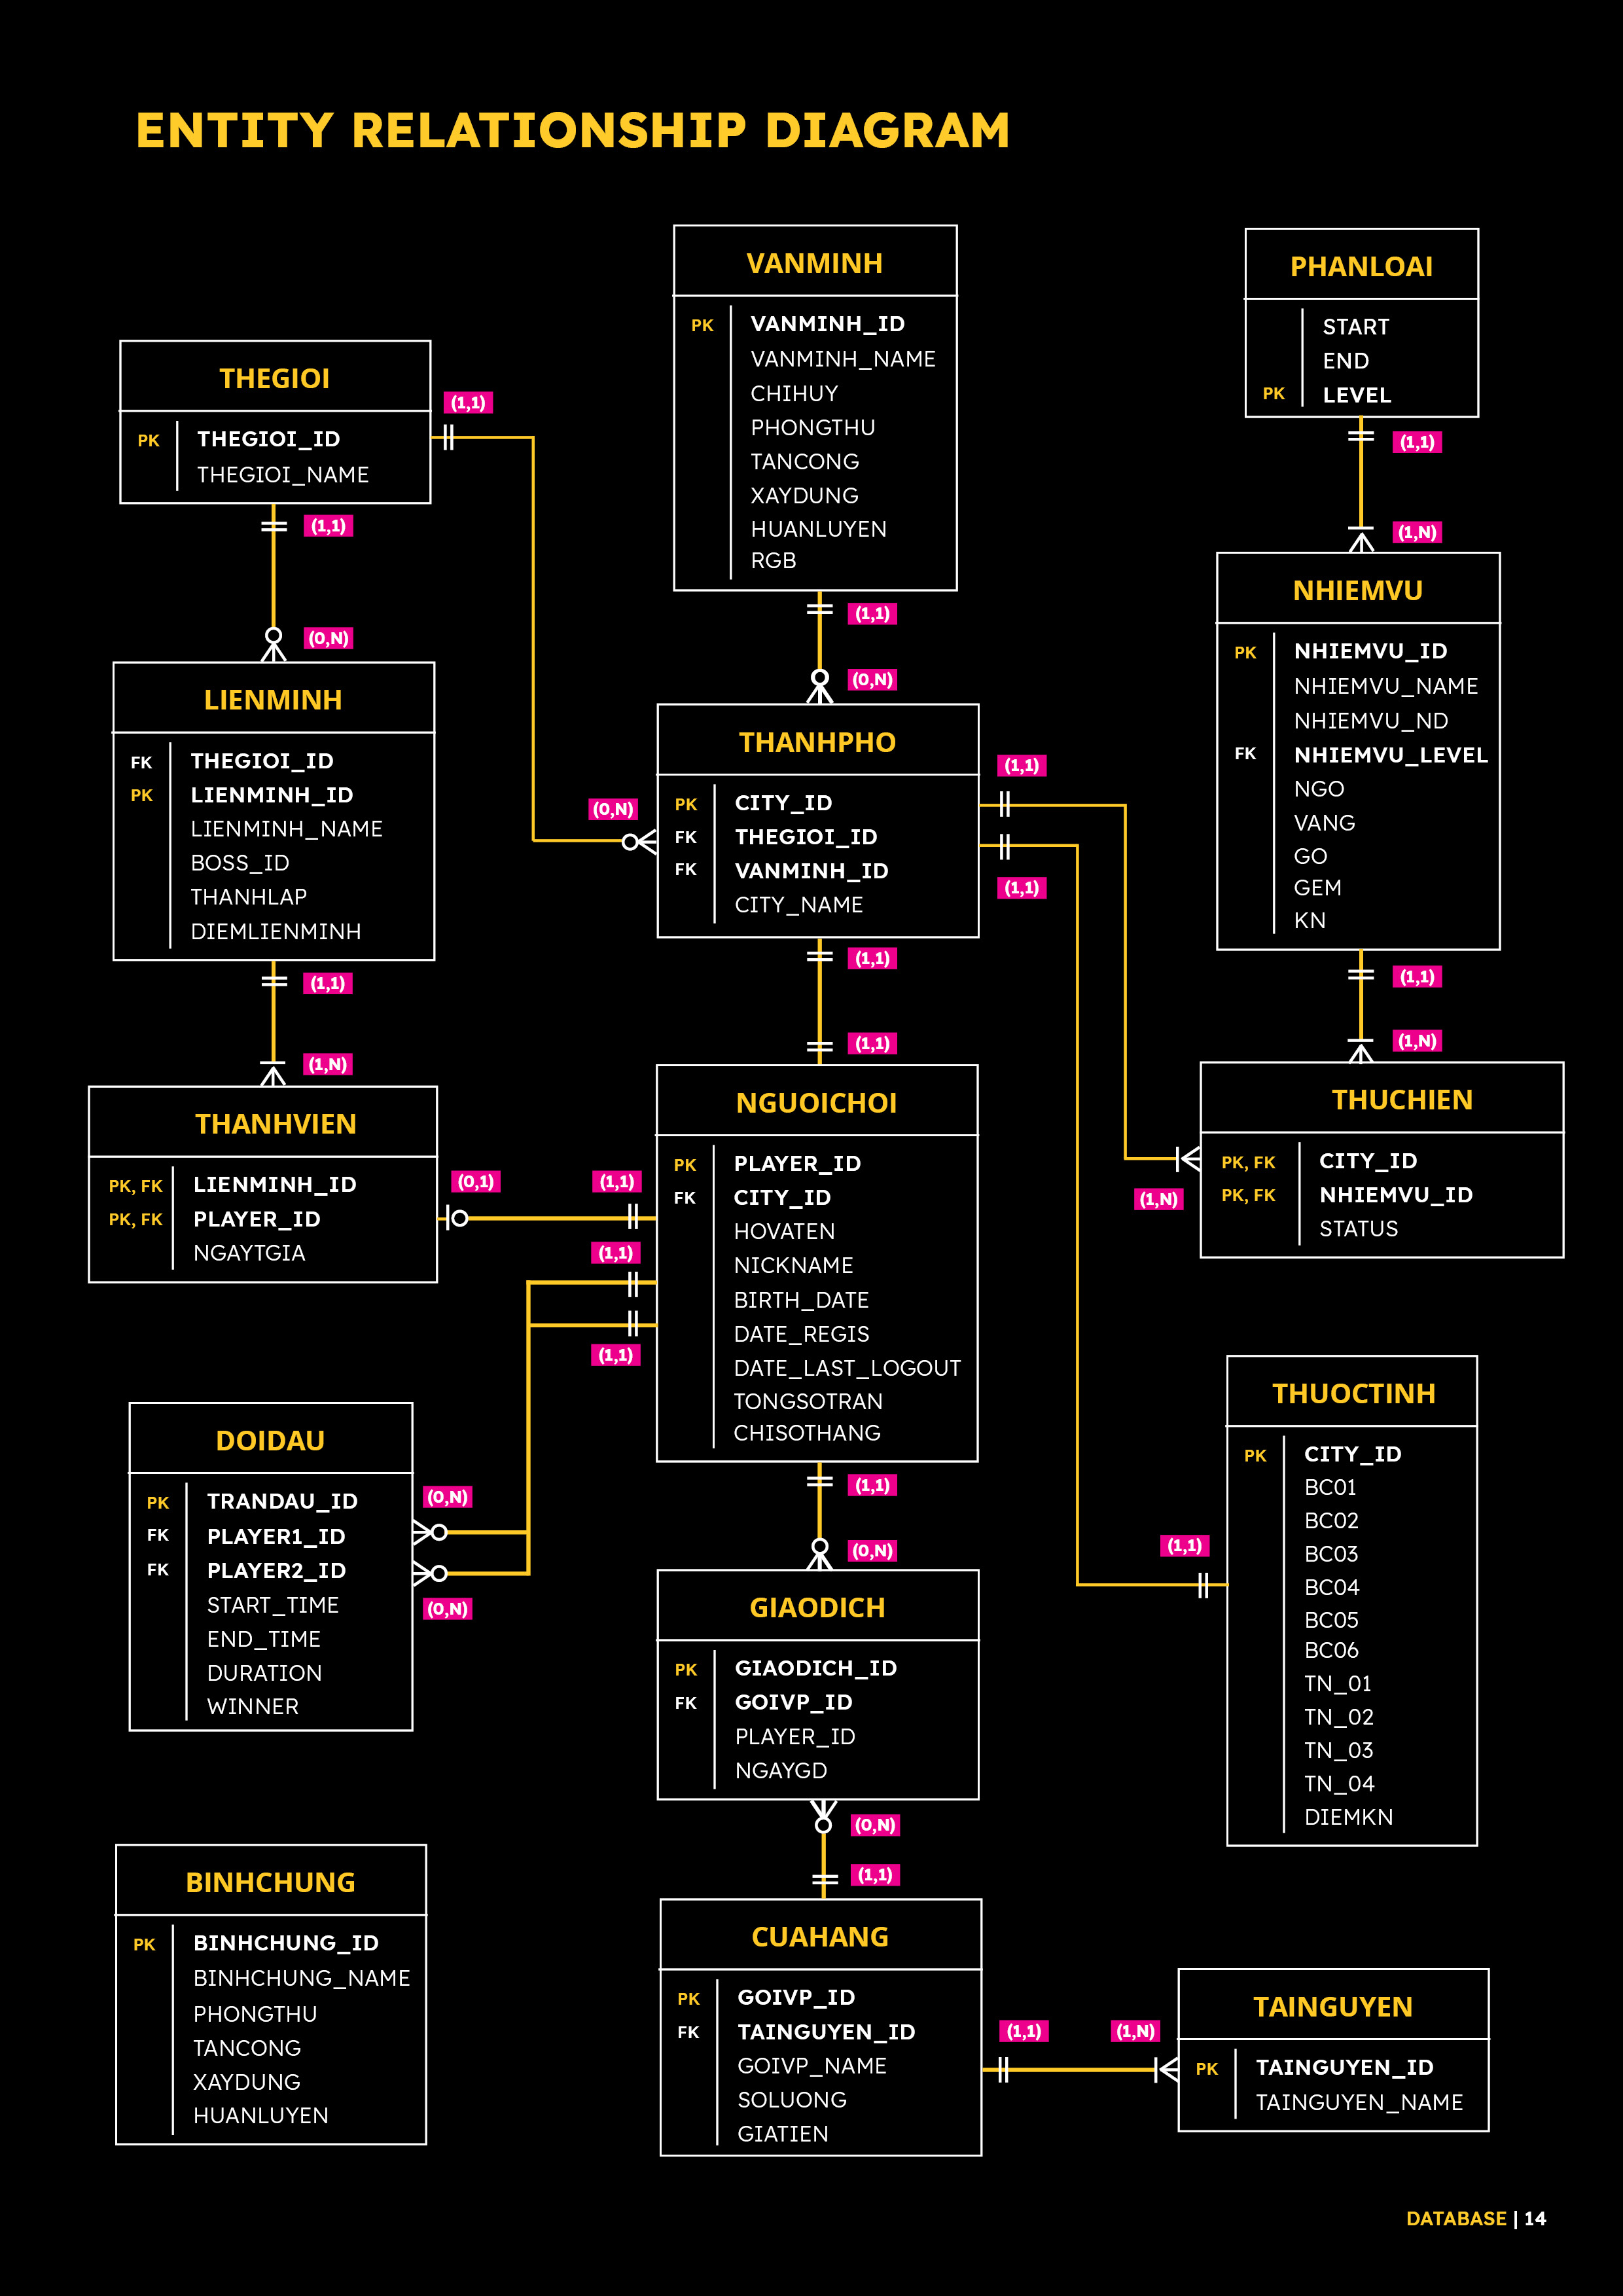 ENTITY RELATIONSHIP DIAGRAM
VANMINH
PK VANMINH_ID
VANMINH_NAME
CHIHUY
PHONGTHU
TANCONG
XAYDUNG
HUANLUYEN
RGB
(1,1)
(0,N)
PHANLOAI
START
END
PK LEVEL
(1,1)
(1,N)
THEGIOI
PK THEGIOI_ID
THEGIOI_NAME
(1,1)
(1,1)
(0,N)
(0,N)
LIENMINH
FK THEGIOI_ID
PK LIENMINH_ID
LIENMINH_NAME
BOSS_ID
THANHLAP
DIEMLIENMINH
(1,1)
(1,N)
THANHPHO
PK CITY_ID
FK THEGIOI_ID
FK VANMINH_ID
CITY_NAME
(1,1)
(1,1)
(1,1)
(1,1)
NHIEMVU
PK NHIEMVU_ID
NHIEMVU_NAME
NHIEMVU_ND
FK NHIEMVU_LEVEL
NGO
VANG
GO
GEM
KN
(1,1)
(1,N)
THANHVIEN
PK, FK LIENMINH_ID
PK, FK PLAYER_ID
NGAYTGIA
(0,1)
(1,1)
(1,1)
(1,1)
NGUOICHOI
PK PLAYER_ID
FK CITY_ID
HOVATEN
NICKNAME
BIRTH_DATE
DATE_REGIS
DATE_LAST_LOGOUT
TONGSOTRAN
CHISOTHANG
(1,1)
(0,N)
THUCHIEN
PK, FK CITY_ID
PK, FK NHIEMVU_ID
STATUS
(1,N)
DOIDAU
PK TRANDAU_ID
FK PLAYER1_ID
FK PLAYER2_ID
START_TIME
END_TIME
DURATION
WINNER
(0,N)
(0,N)
GIAODICH
PK GIAODICH_ID
FK GOIVP_ID
PLAYER_ID
NGAYGD
(0,N)
(1,1)
THUOCTINH
PK CITY_ID
BC01
BC02
BC03
BC04
BC05
BC06
TN_01
TN_02
TN_03
TN_04
DIEMKN
(1,1)
BINHCHUNG
PK BINHCHUNG_ID
BINHCHUNG_NAME
PHONGTHU
TANCONG
XAYDUNG
HUANLUYEN
CUAHANG
PK GOIVP_ID
FK TAINGUYEN_ID
GOIVP_NAME
SOLUONG
GIATIEN
(1,1)
(1,N)
TAINGUYEN
PK TAINGUYEN_ID
TAINGUYEN_NAME
DATABASE | 14